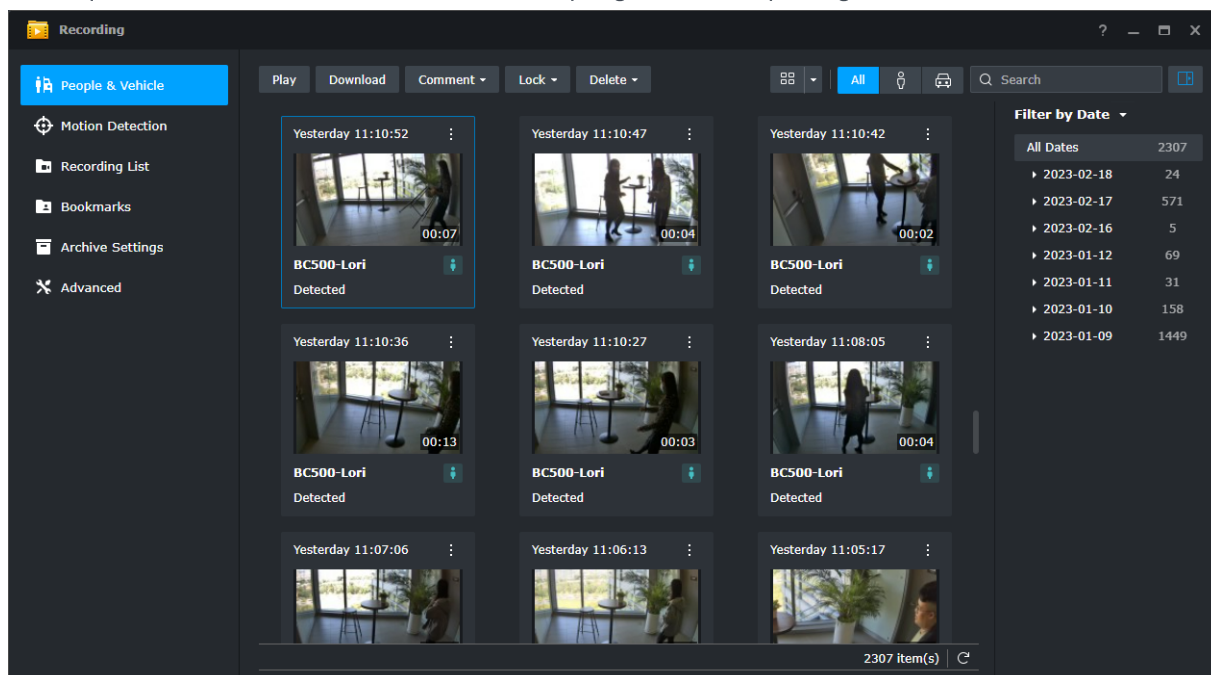 Recording
?
People & Vehicle
Motion Detection
Recording List
Bookmarks
Archive Settings
Advanced
Play Download Comment Lock Delete
All
Search
Yesterday 11:10:52
00:07
BC500-Lori
Detected
Yesterday 11:10:47
00:04
BC500-Lori
Detected
Yesterday 11:10:42
00:02
BC500-Lori
Detected
Yesterday 11:10:36
00:13
BC500-Lori
Detected
Yesterday 11:10:27
00:03
BC500-Lori
Detected
Yesterday 11:08:05
00:04
BC500-Lori
Detected
Yesterday 11:07:06
Yesterday 11:06:13
Yesterday 11:05:17
2307 item(s)
Filter by Date
All Dates 2307
2023-02-18 24
2023-02-17 571
2023-02-16 5
2023-01-12 69
2023-01-11 31
2023-01-10 158
2023-01-09 1449